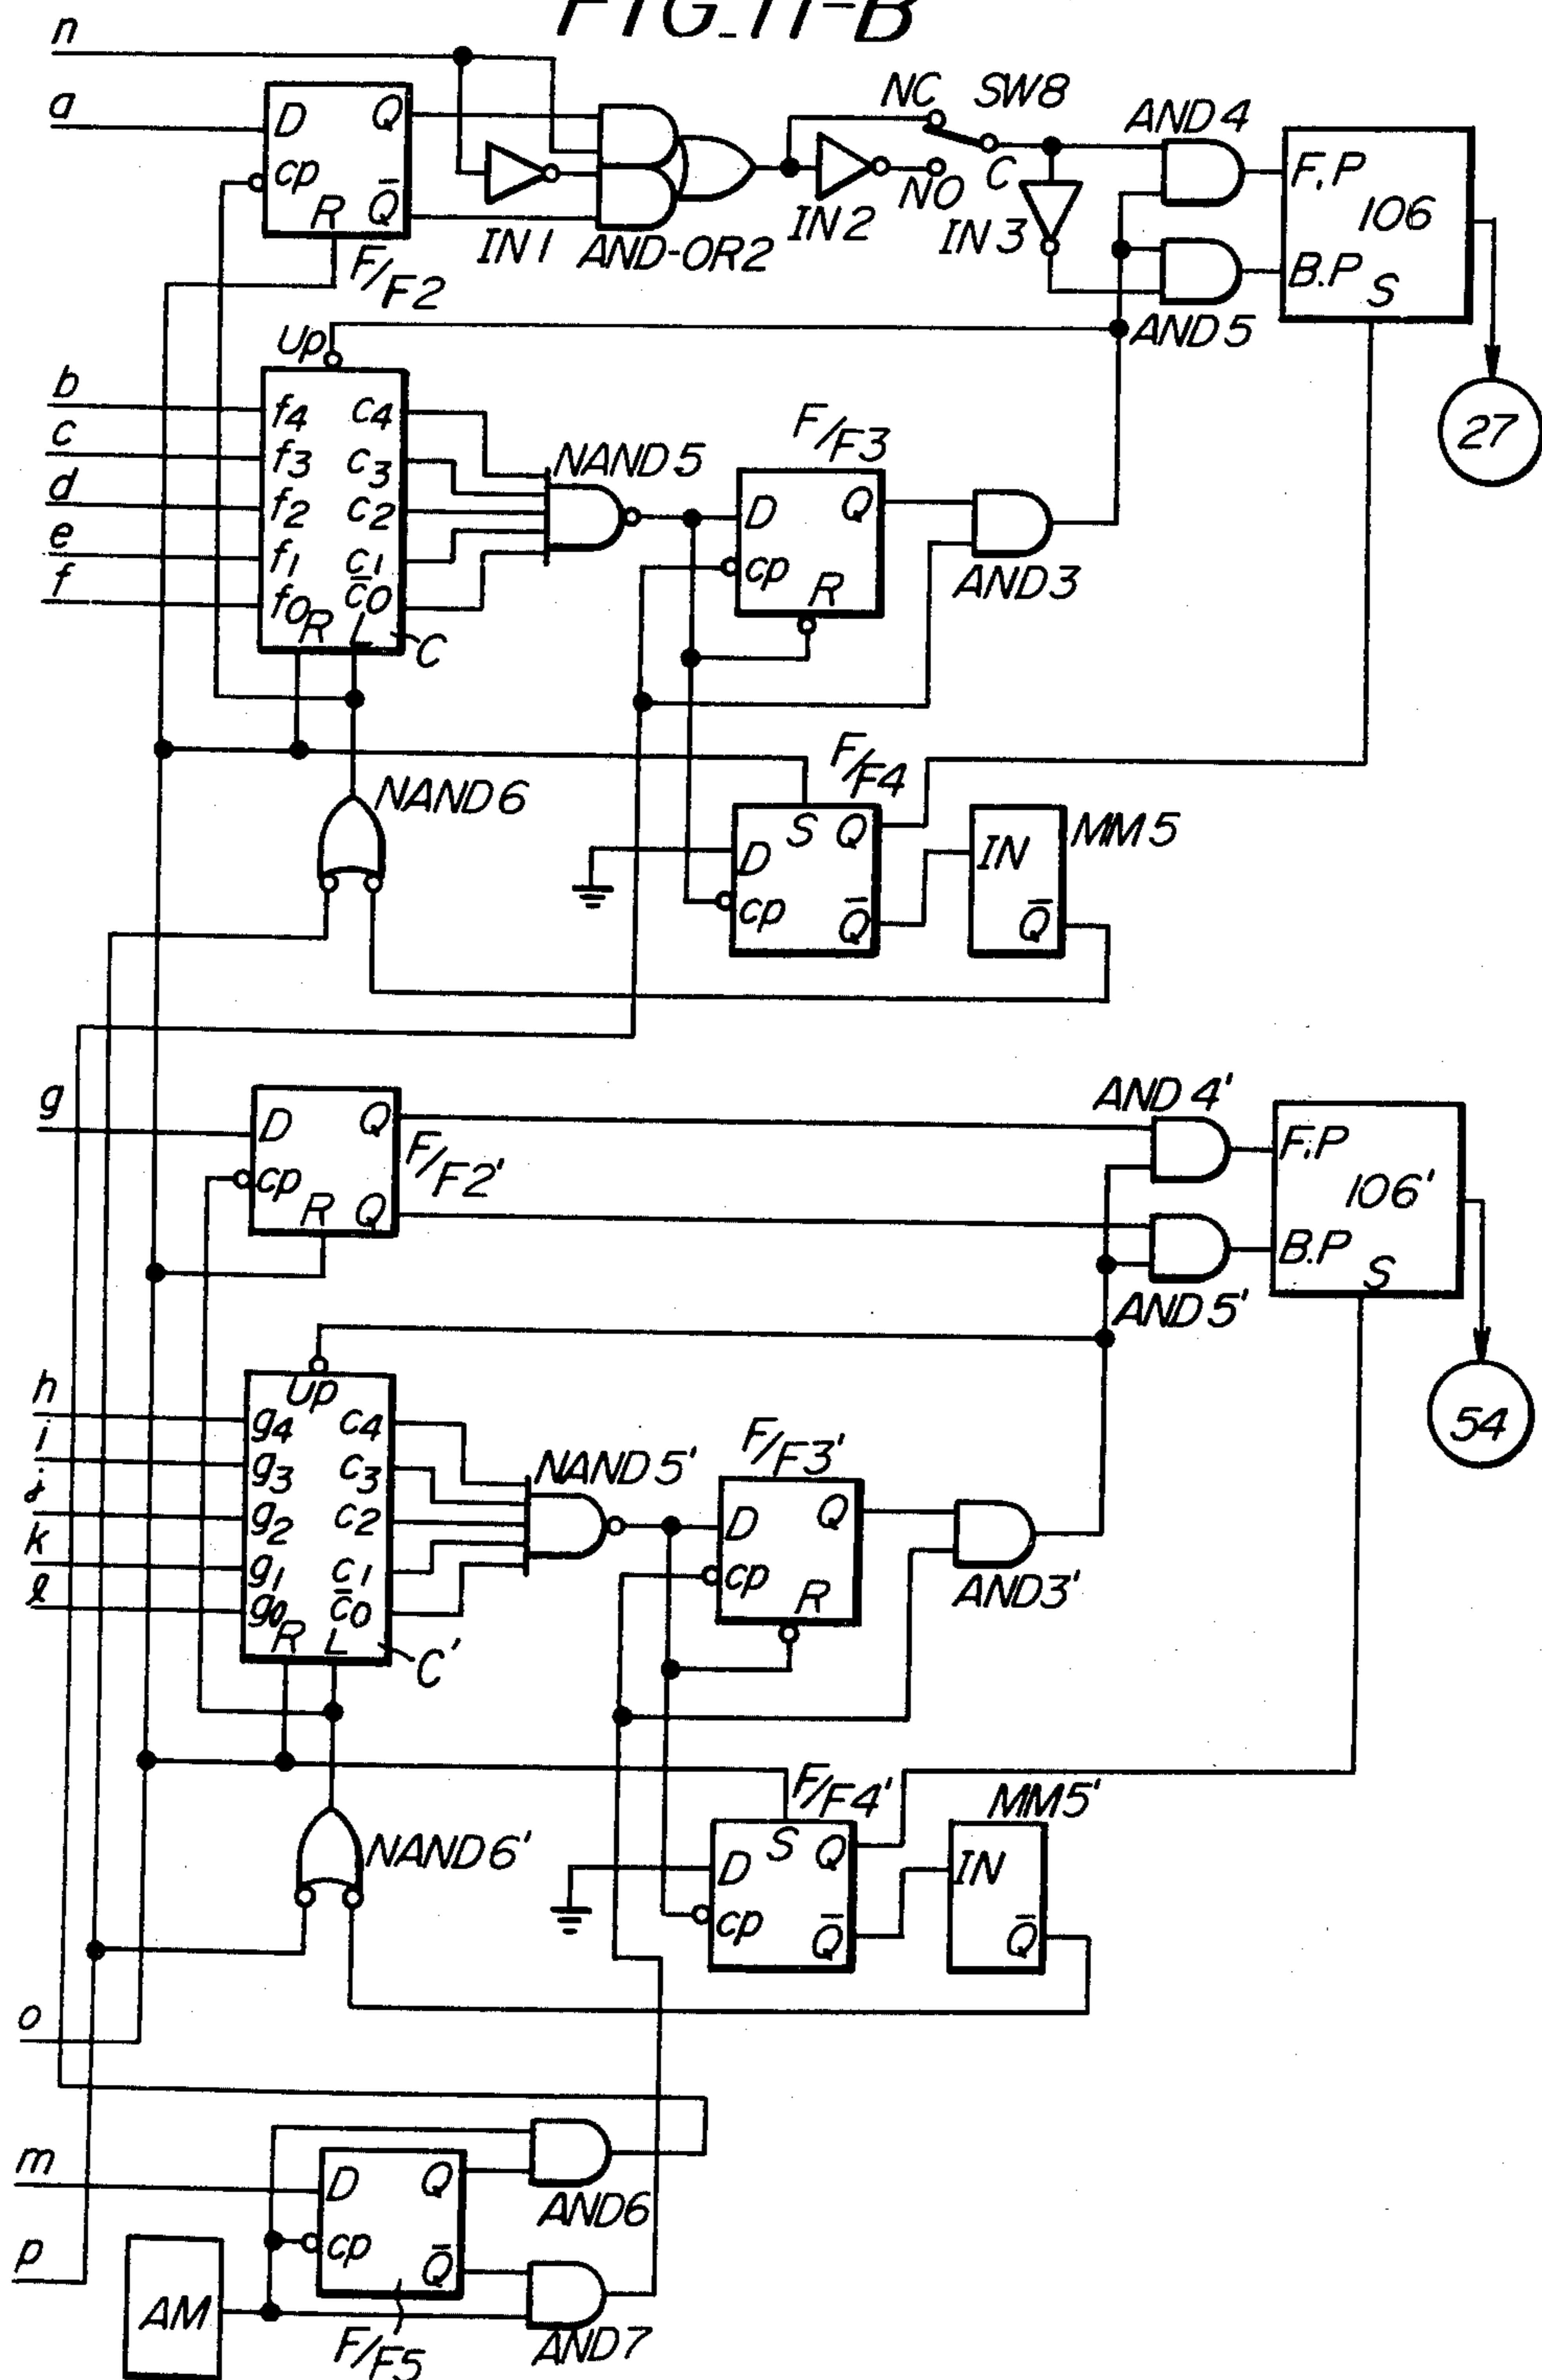 FIG_11-B
n
a
D Q
cp
R Q̄
F/F2
IN1
AND-OR2
IN2
NC
SW8
NO
C
IN3
AND4
AND5
F.P
106
B.P
S
27
Up
b
c
d
e
f
f4 c4
f3 c3
f2 c2
f1 c1
f0 c̄0
R L
C
NAND5
F/F3
D Q
cp
R
AND3
NAND6
F/F4
S Q
D
cp
Q̄
MM5
IN
Q̄
g
D Q
cp
R Q
F/F2'
AND4'
AND5'
F.P
106'
B.P
S
54
h
i
j
k
l
Up
g4 c4
g3 c3
g2 c2
g1 c1
g0 c̄0
R L
C'
NAND5'
F/F3'
D Q
cp
R
AND3'
NAND6'
F/F4'
S Q
D
cp
Q̄
MM5'
IN
Q̄
o
m
p
D Q
cp
Q̄
F/F5
AM
AND6
AND7